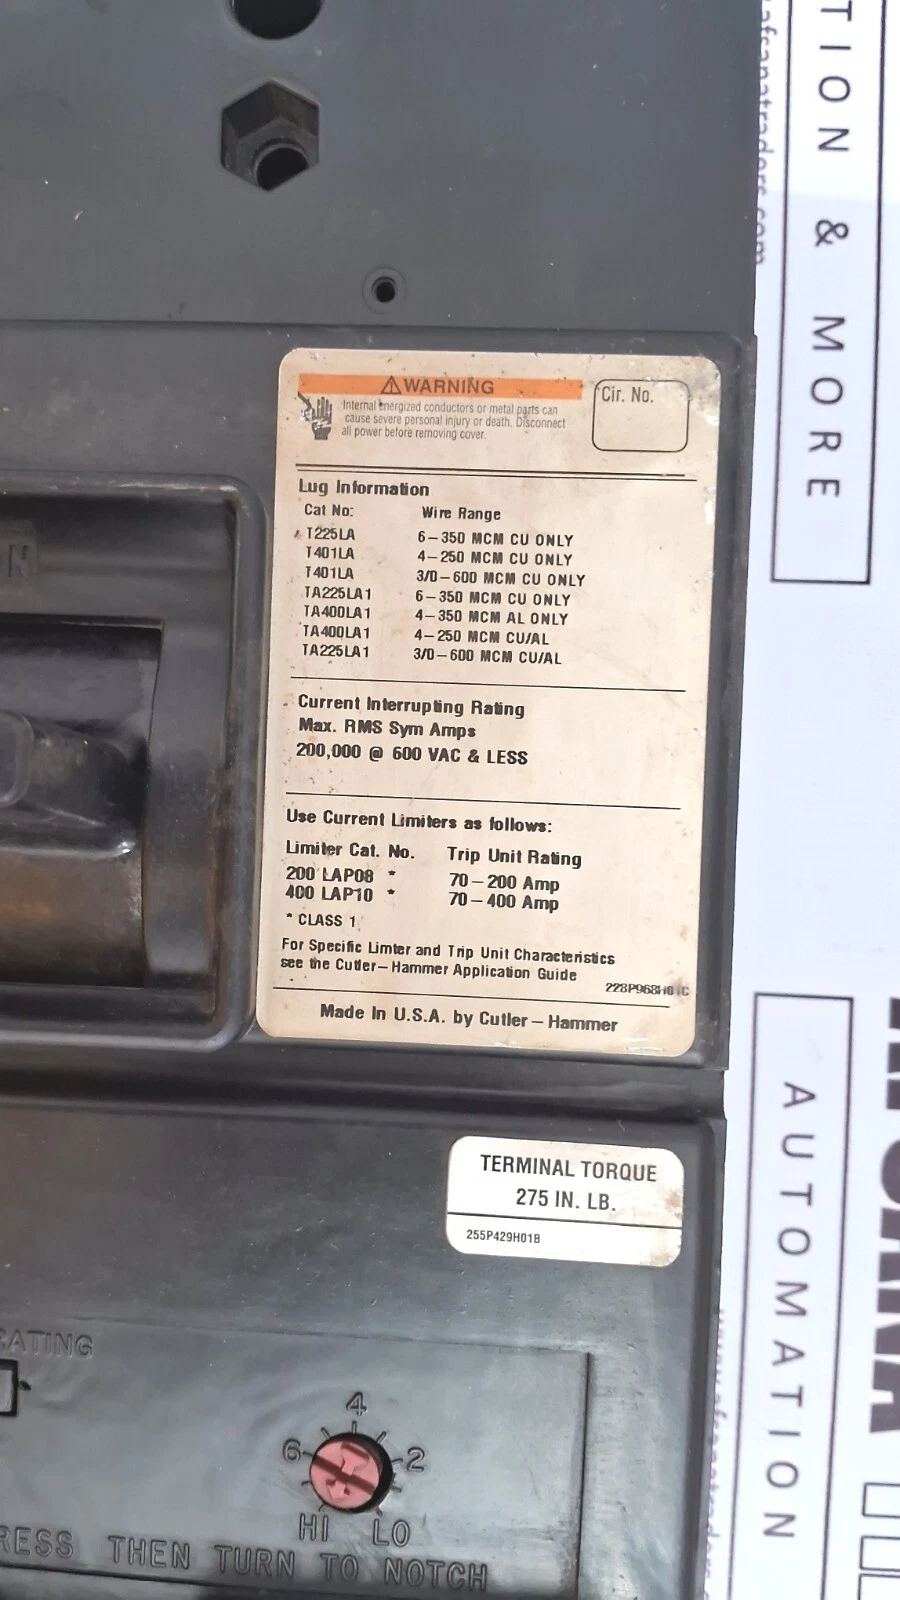 ⚠WARNING
Internal energized conductors or metal parts can
cause severe personal injury or death. Disconnect
all power before removing cover.
Cir. No.
Lug Information
Cat No: Wire Range
T225LA 6-350 MCM CU ONLY
T401LA 4-250 MCM CU ONLY
T401LA 3/0-600 MCM CU ONLY
TA225LA1 6-350 MCM CU ONLY
TA400LA1 4-350 MCM AL ONLY
TA400LA1 4-250 MCM CU/AL
TA225LA1 3/0-600 MCM CU/AL
Current Interrupting Rating
Max. RMS Sym Amps
200,000 @ 600 VAC & LESS
Use Current Limiters as follows:
Limiter Cat. No. Trip Unit Rating
200 LAP08 * 70-200 Amp
400 LAP10 * 70-400 Amp
* CLASS 1
For Specific Limter and Trip Unit Characteristics
see the Cutler-Hammer Application Guide
Made In U.S.A. by Cutler-Hammer
TERMINAL TORQUE
275 IN. LB.
255P429H01B
RATING
4
6 2
HI LO
RESS THEN TURN TO NOTCH
TION & MORE
afsanatraders.com
AUTOMATION